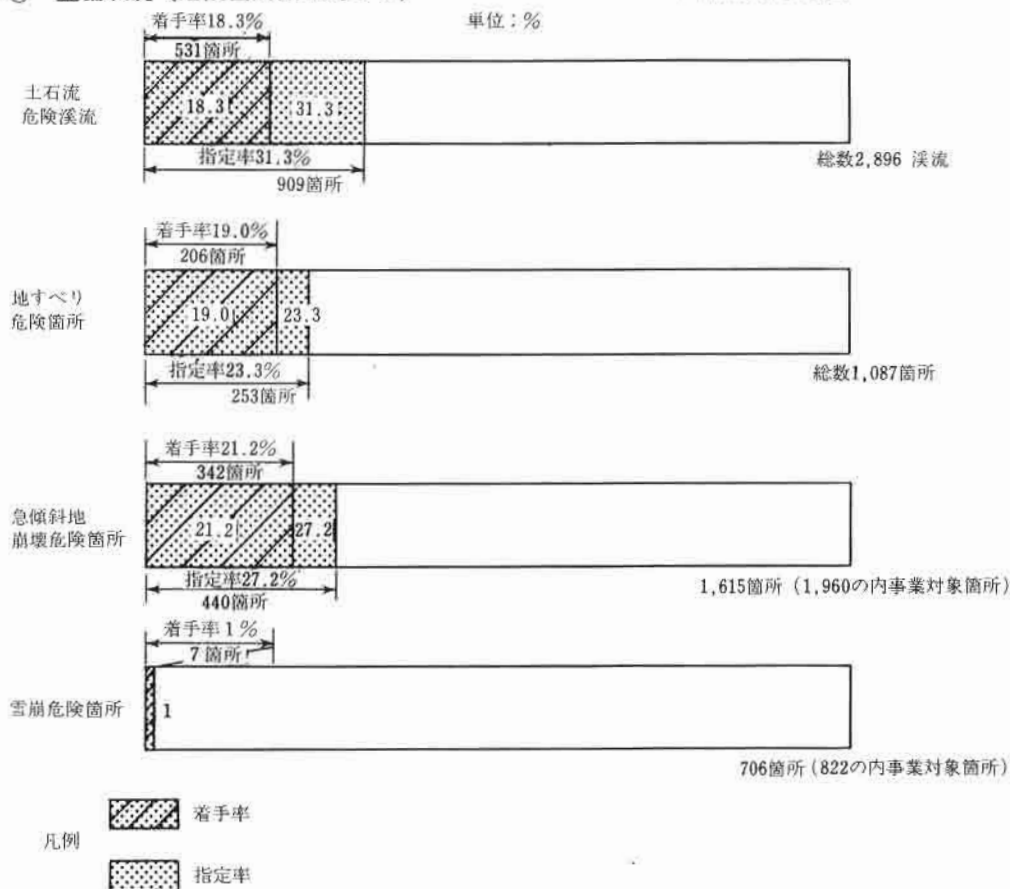 単位：%
着手率18.3%
531箇所
土石流
危険渓流
18.3
31.3
指定率31.3%
909箇所
総数2,896 渓流
着手率19.0%
206箇所
地すべり
危険箇所
19.0
23.3
指定率23.3%
253箇所
総数1,087箇所
着手率21.2%
342箇所
急傾斜地
崩壊危険箇所
21.2
27.2
指定率27.2%
440箇所
1,615箇所（1,960の内事業対象箇所）
着手率1%
7箇所
雪崩危険箇所
1
706箇所（822の内事業対象箇所）
凡例
着手率
指定率